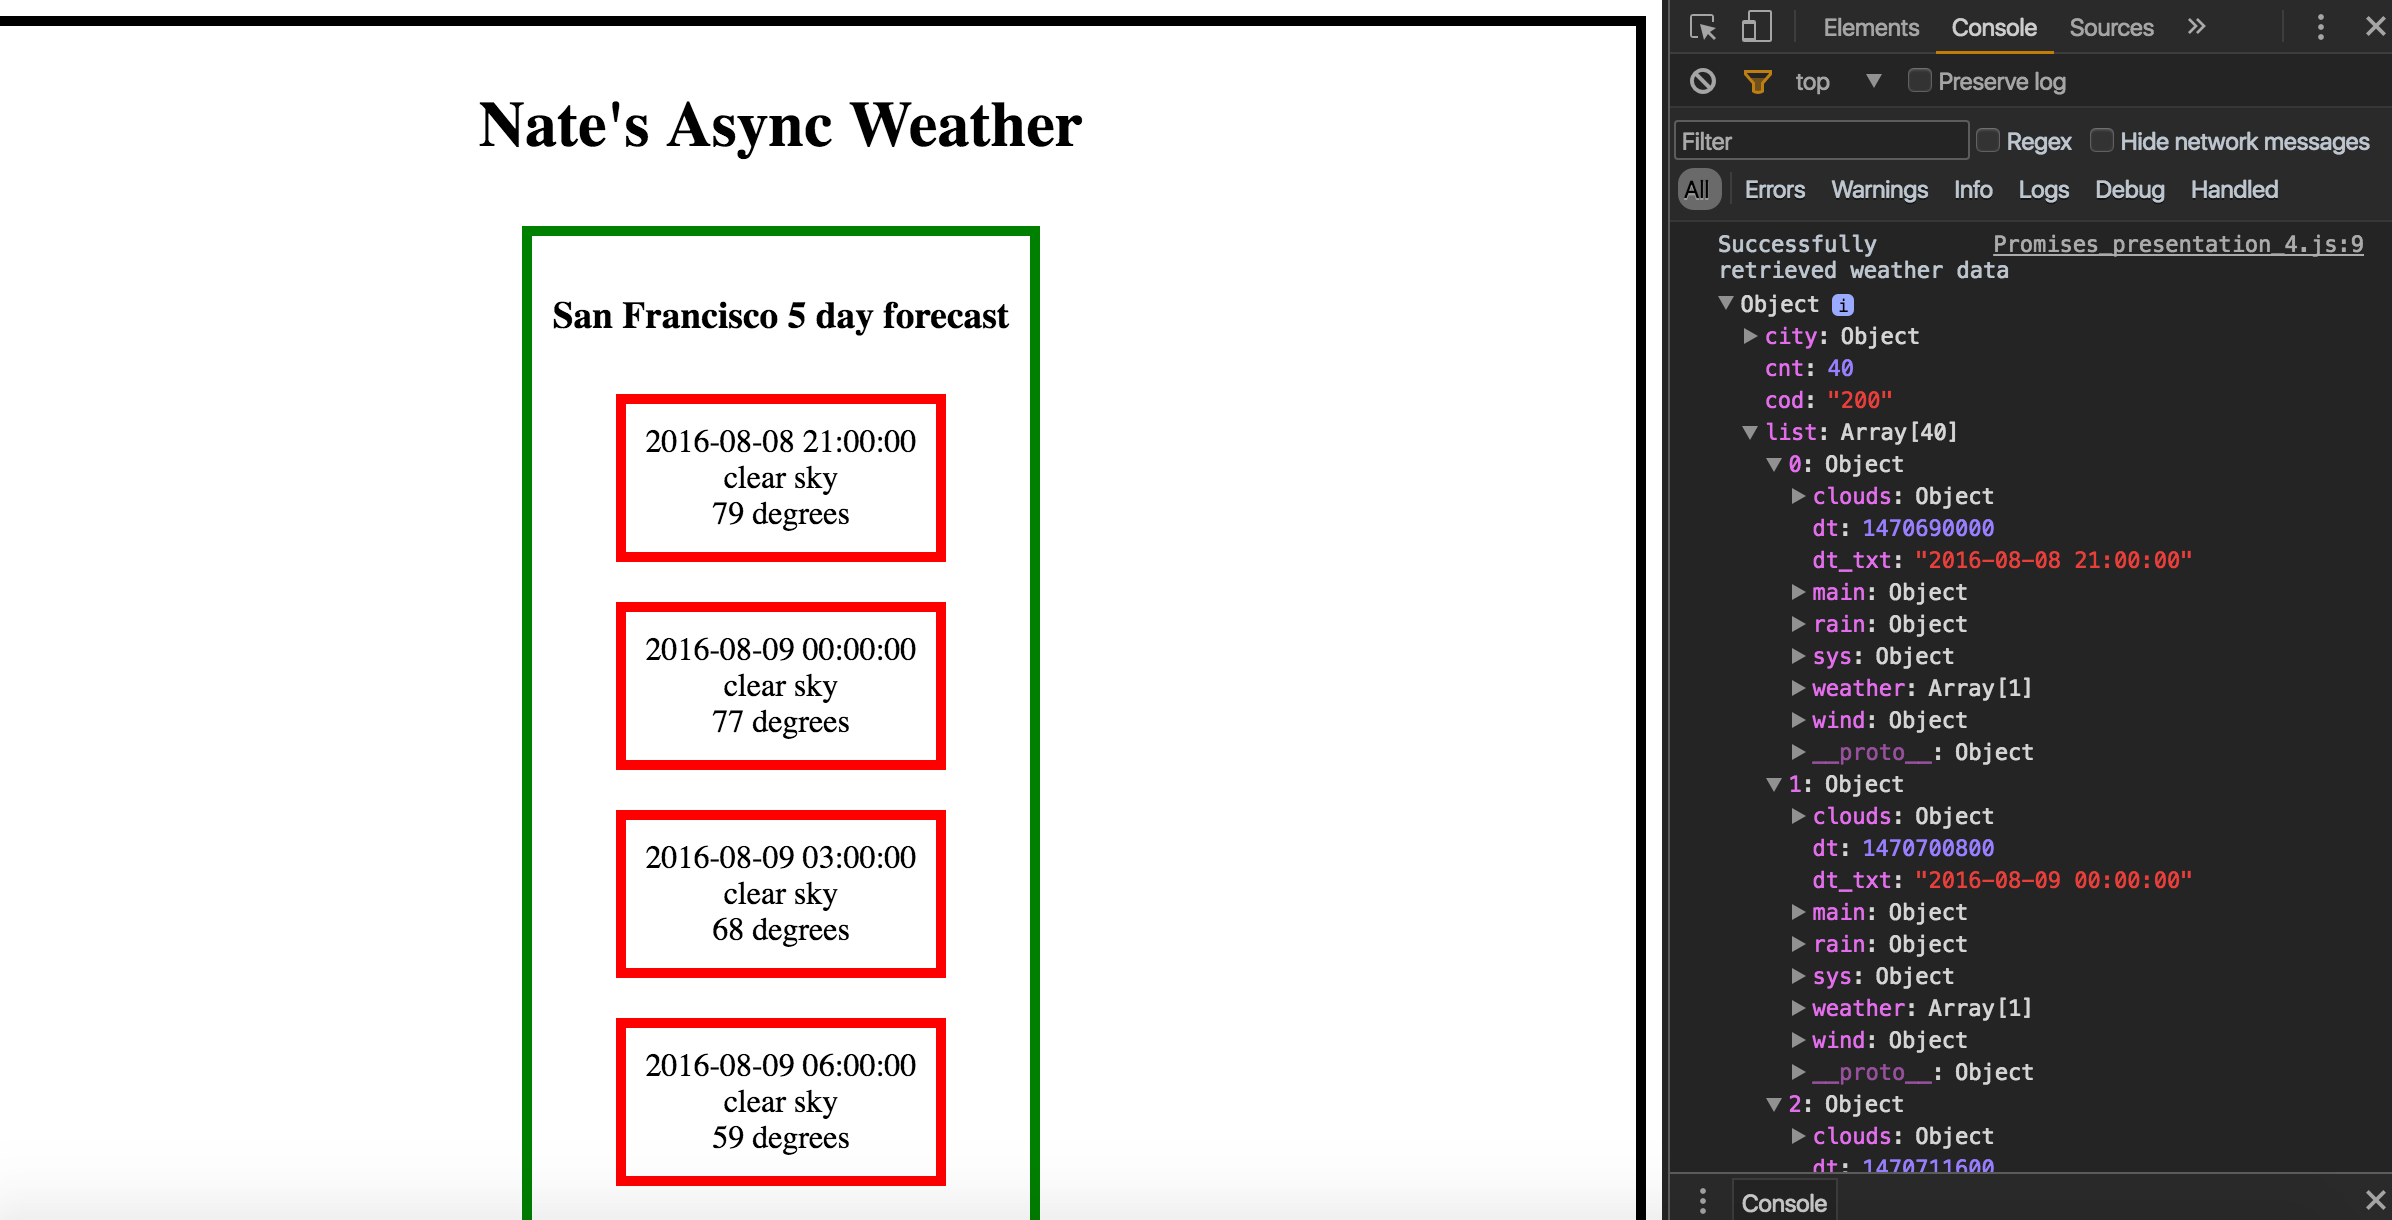 Nate's Async Weather
San Francisco 5 day forecast
2016-08-08 21:00:00
clear sky
79 degrees
2016-08-09 00:00:00
clear sky
77 degrees
2016-08-09 03:00:00
clear sky
68 degrees
2016-08-09 06:00:00
clear sky
59 degrees
Elements Console Sources »
top ▼ Preserve log
Filter Regex Hide network messages
All Errors Warnings Info Logs Debug Handled
Successfully Promises_presentation_4.js:9
retrieved weather data
▼ Object i
▶ city: Object
cnt: 40
cod: "200"
▼ list: Array[40]
▼ 0: Object
▶ clouds: Object
dt: 1470690000
dt_txt: "2016-08-08 21:00:00"
▶ main: Object
▶ rain: Object
▶ sys: Object
▶ weather: Array[1]
▶ wind: Object
▶ __proto__: Object
▼ 1: Object
▶ clouds: Object
dt: 1470700800
dt_txt: "2016-08-09 00:00:00"
▶ main: Object
▶ rain: Object
▶ sys: Object
▶ weather: Array[1]
▶ wind: Object
▶ __proto__: Object
▼ 2: Object
▶ clouds: Object
dt: 1470711600
Console